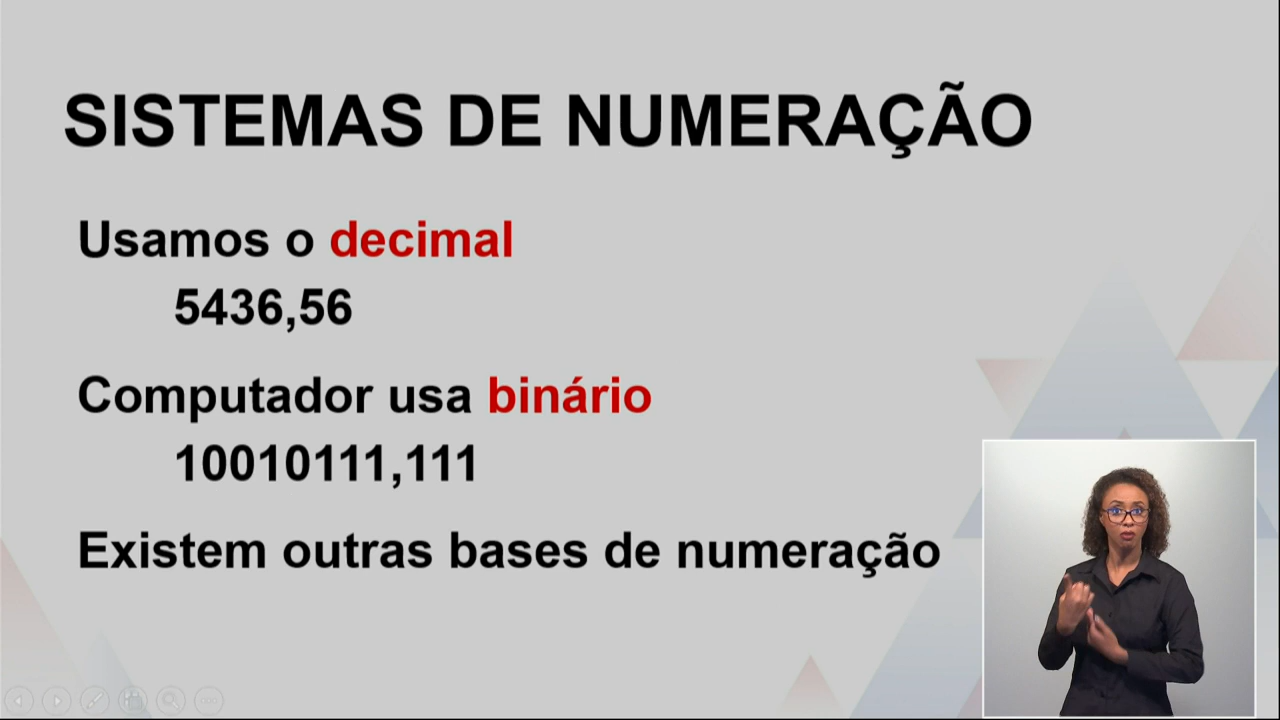 SISTEMAS DE NUMERAÇÃO
Usamos o decimal
5436,56
Computador usa binário
10010111,111
Existem outras bases de numeração